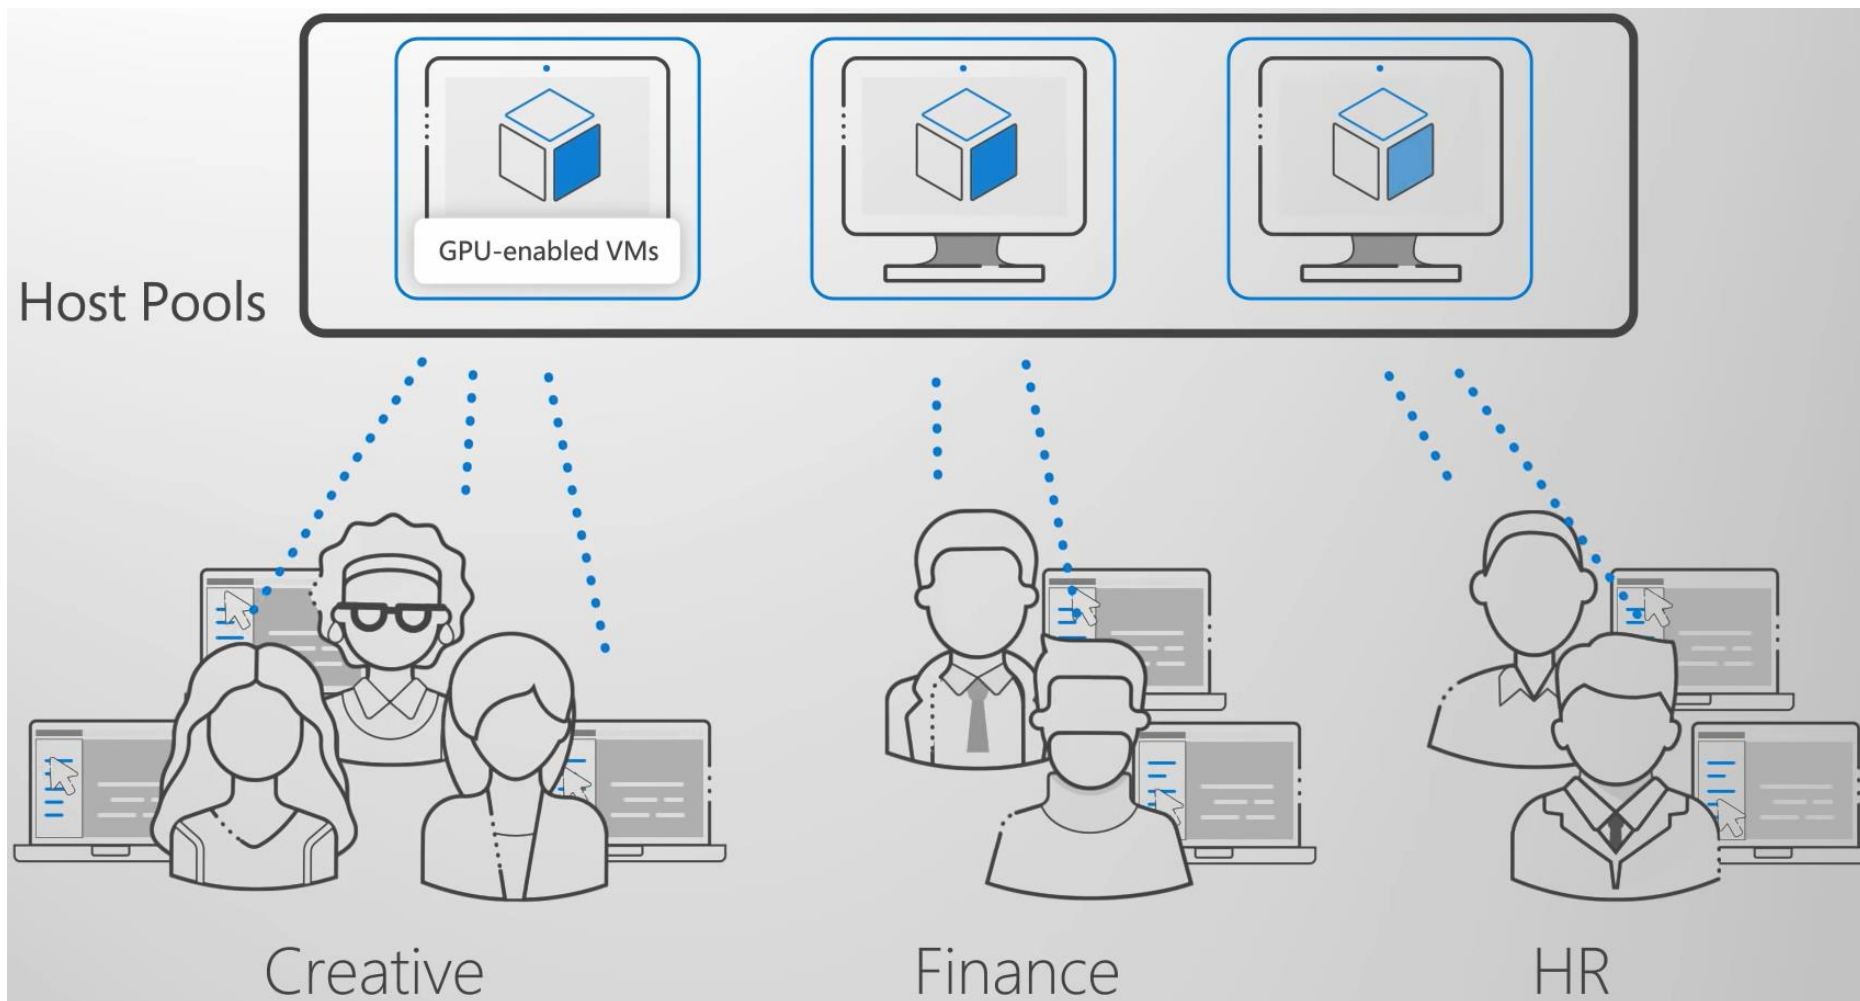 GPU-enabled VMs
Host Pools
Creative
Finance
HR